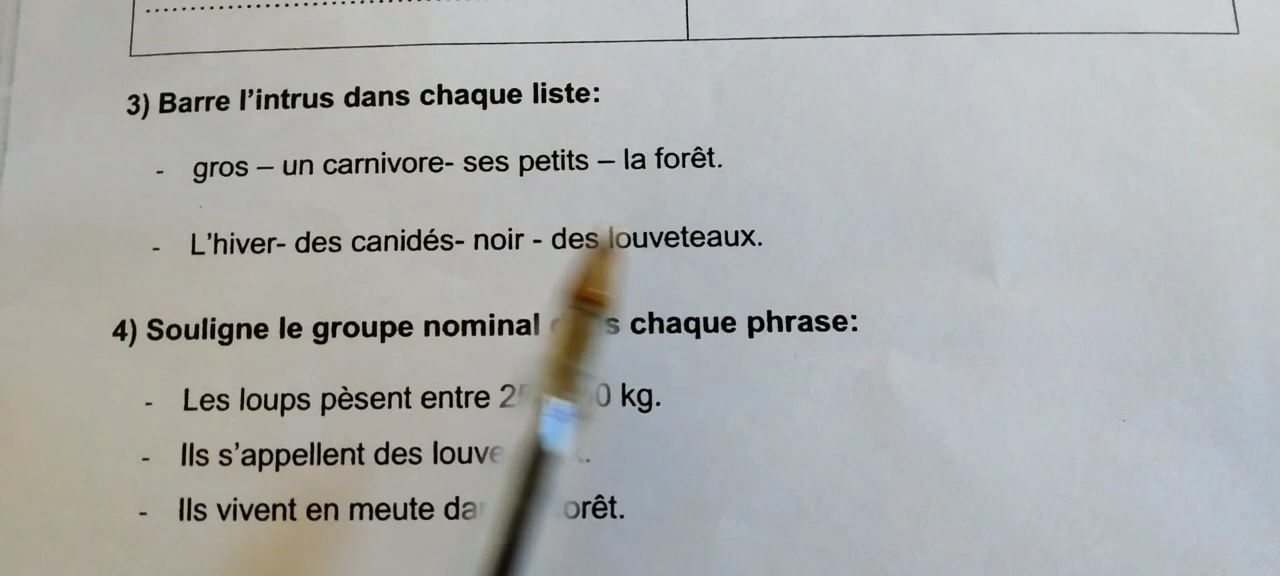 3) Barre l'intrus dans chaque liste:
- gros – un carnivore- ses petits – la forêt.
- L'hiver- des canidés- noir - des louveteaux.
4) Souligne le groupe nominal chaque phrase:
- Les loups pèsent entre kg.
- Ils s'appellent des
- Ils vivent en meute